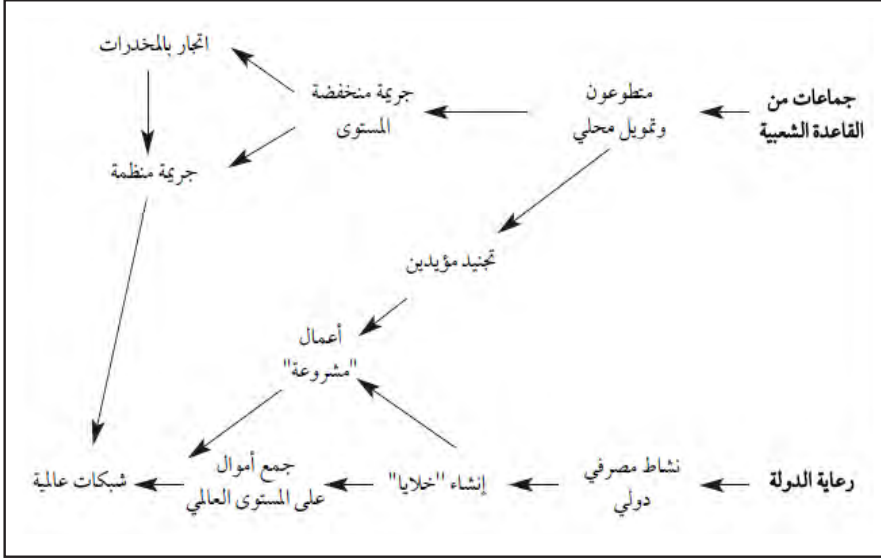 اتجار بالمخدرات
جماعات من
القاعدة الشعبية
متطوعون
وتمويل محلي
جريمة منخفضة
المستوى
جريمة منظمة
تجنيد مؤيدين
أعمال
"مشروعة"
رعاية الدولة
نشاط مصرفي
دولي
إنشاء "خلايا"
جمع أموال
على المستوى العالمي
شبكات عالمية